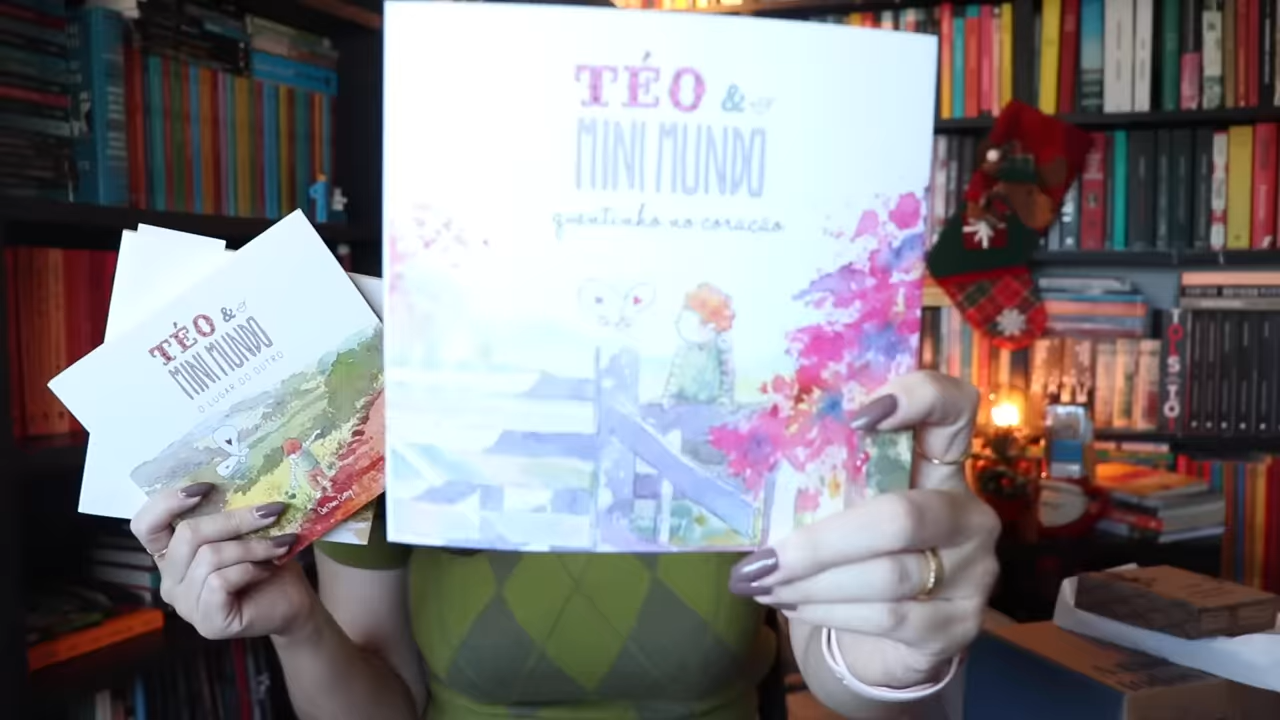 TÉO &
MINI MUNDO
quentinho no coração
TÉO & O
MINI MUNDO
O LUGAR DO OUTRO